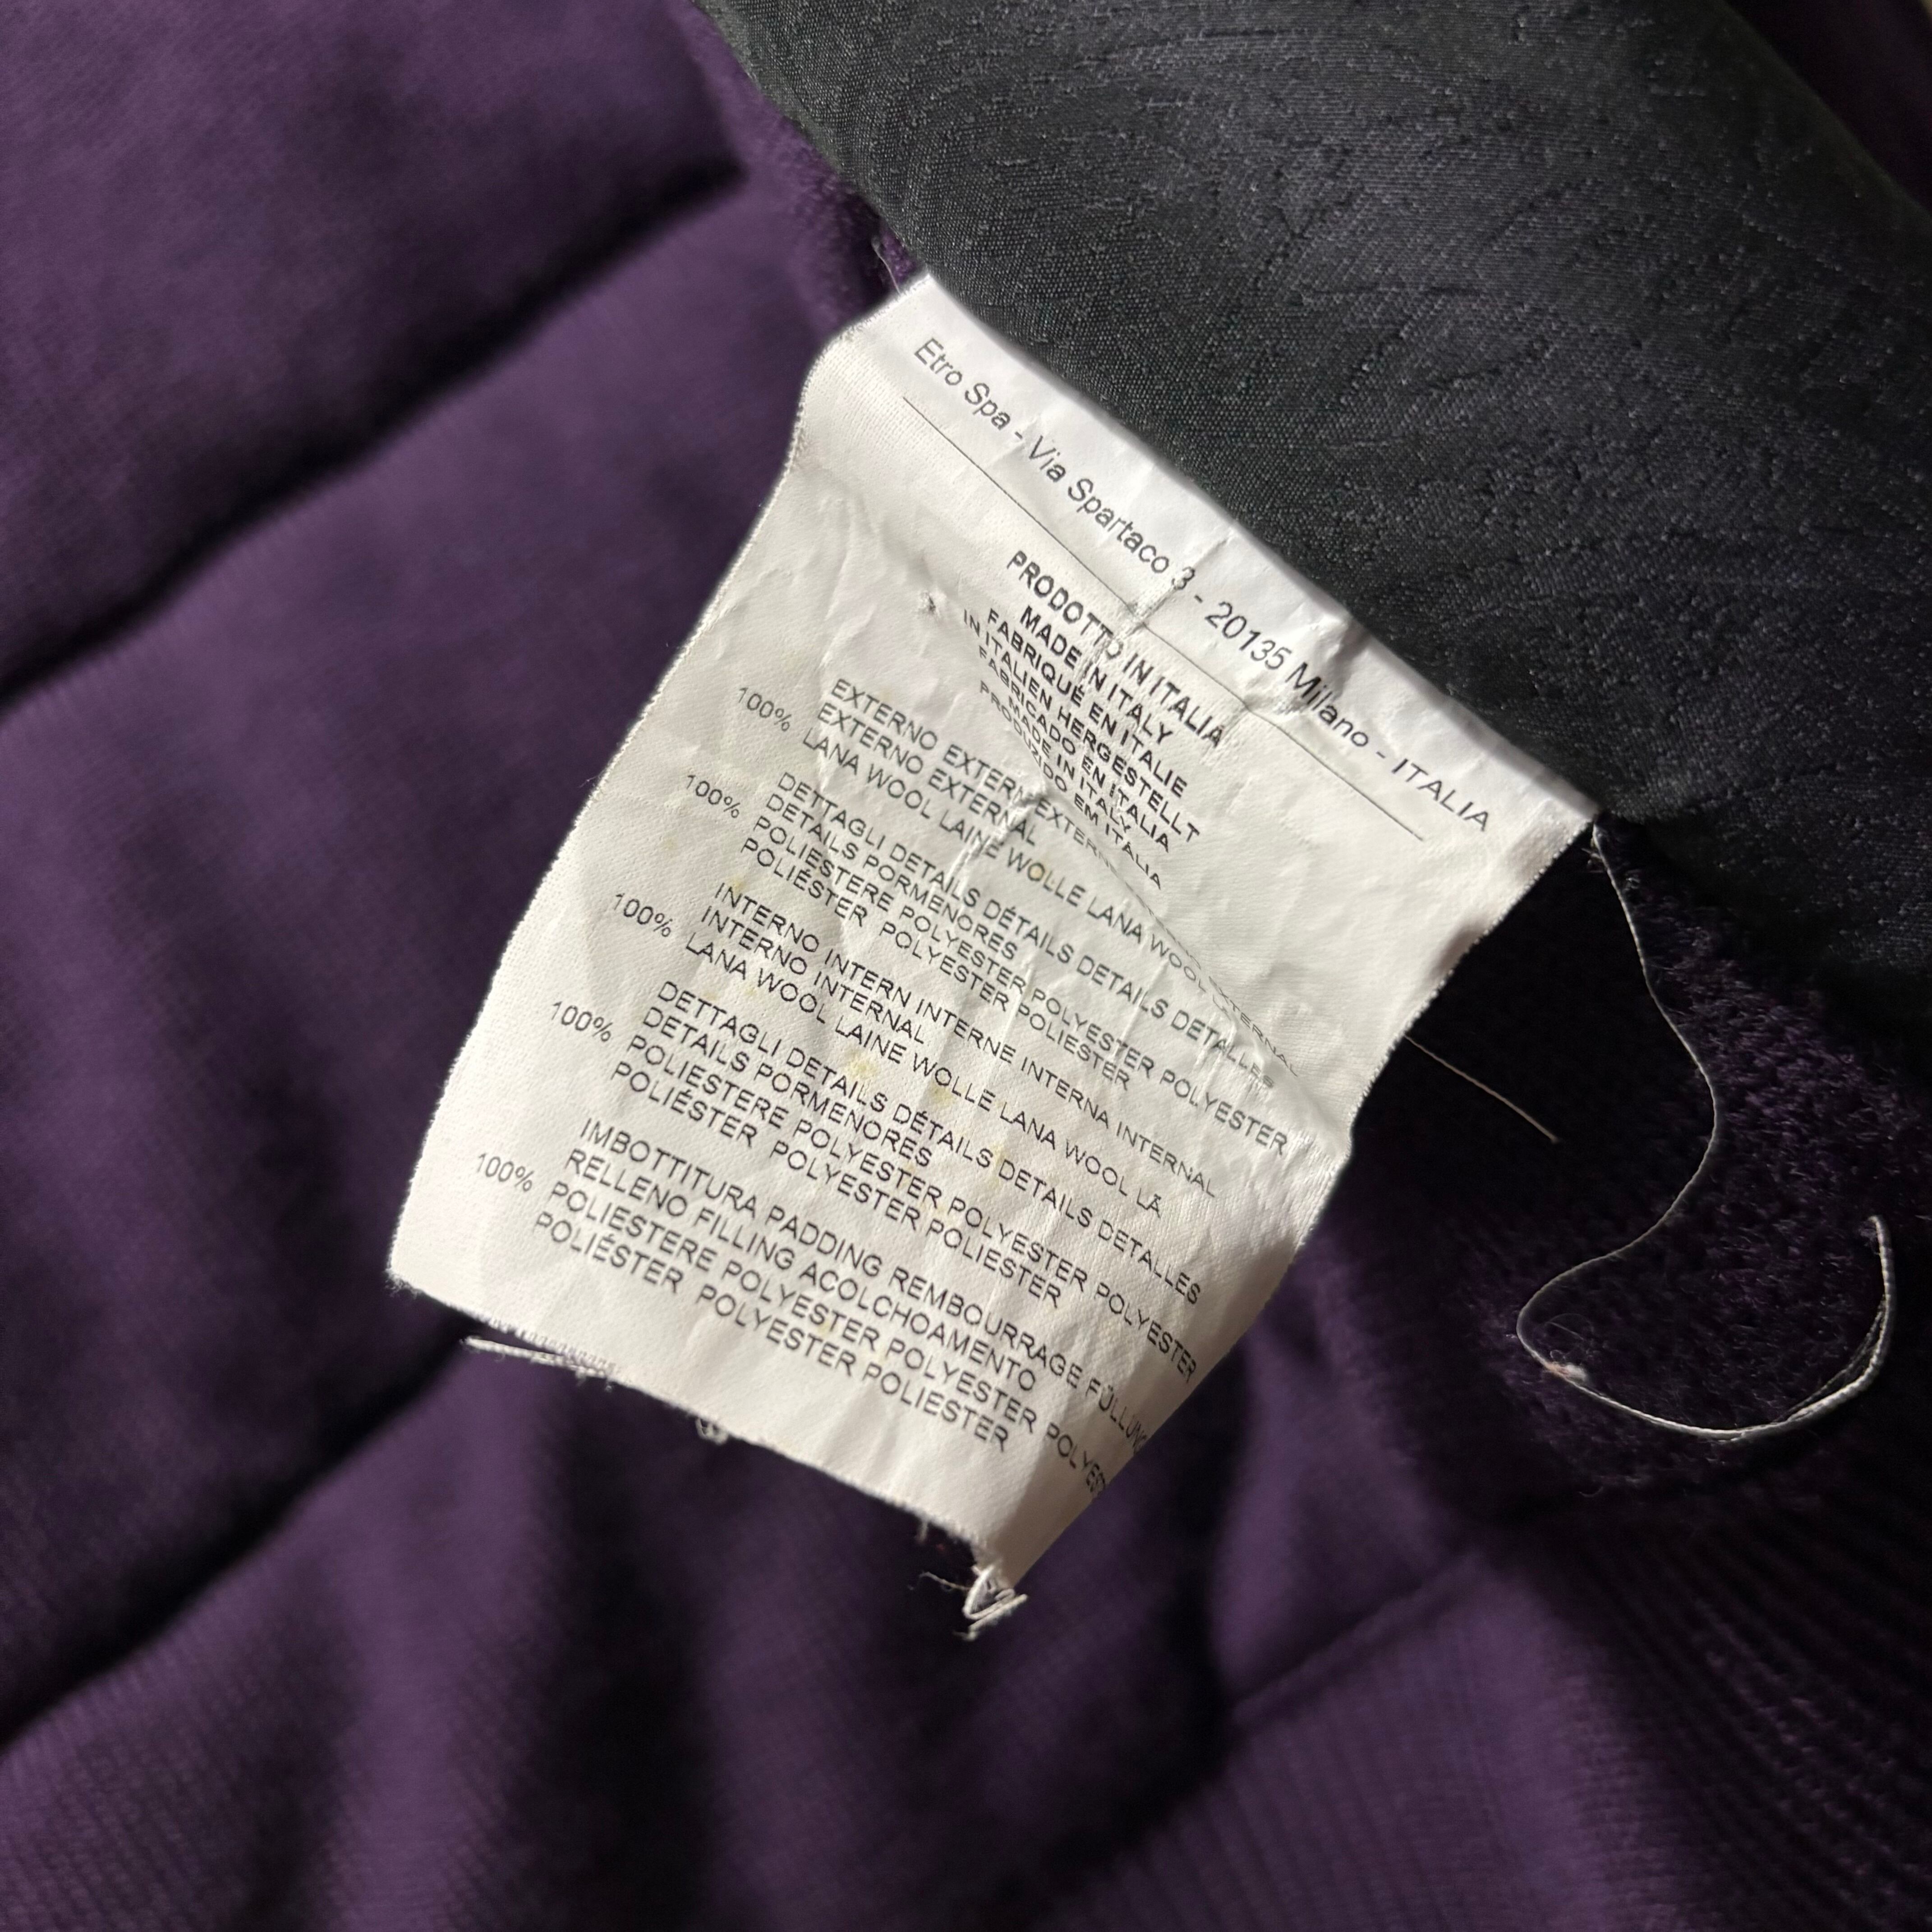 Etro Spa - Via Spartaco 3 - 20135 Milano - ITALIA
PRODOTTO IN ITALIA
MADE IN ITALY
FABRIQUÉ EN ITALIE
IN ITALIEN HERGESTELLT
FABRICADO EN ITALIA
MADE IN ITALY
PRODUZIDO EM ITALIA
EXTERNO EXTERN EXTERNE EXTERNAL
EXTERNO EXTERNAL
100% LANA WOOL LAINE WOLLE LANA WOOL
DETTAGLI DETAILS DÉTAILS DETAILS DETALLES
DETAILS PORMENORES
100% POLIESTERE POLYESTER POLYESTER POLYESTER
POLIÉSTER POLYESTER POLIESTER
INTERNO INTERN INTERNE INTERNA INTERNAL
INTERNO INTERNAL
100% LANA WOOL LAINE WOLLE LANA WOOL LÃ
DETTAGLI DETAILS DÉTAILS DETAILS DETALLES
DETAILS PORMENORES
100% POLIESTERE POLYESTER POLYESTER POLYESTER
POLIÉSTER POLYESTER POLIESTER
IMBOTTITURA PADDING REMBOURRAGE FÜLLUNG
RELLENO FILLING ACOLCHOAMENTO
100% POLIESTERE POLYESTER POLYESTER POLYES
POLIÉSTER POLYESTER POLIESTER